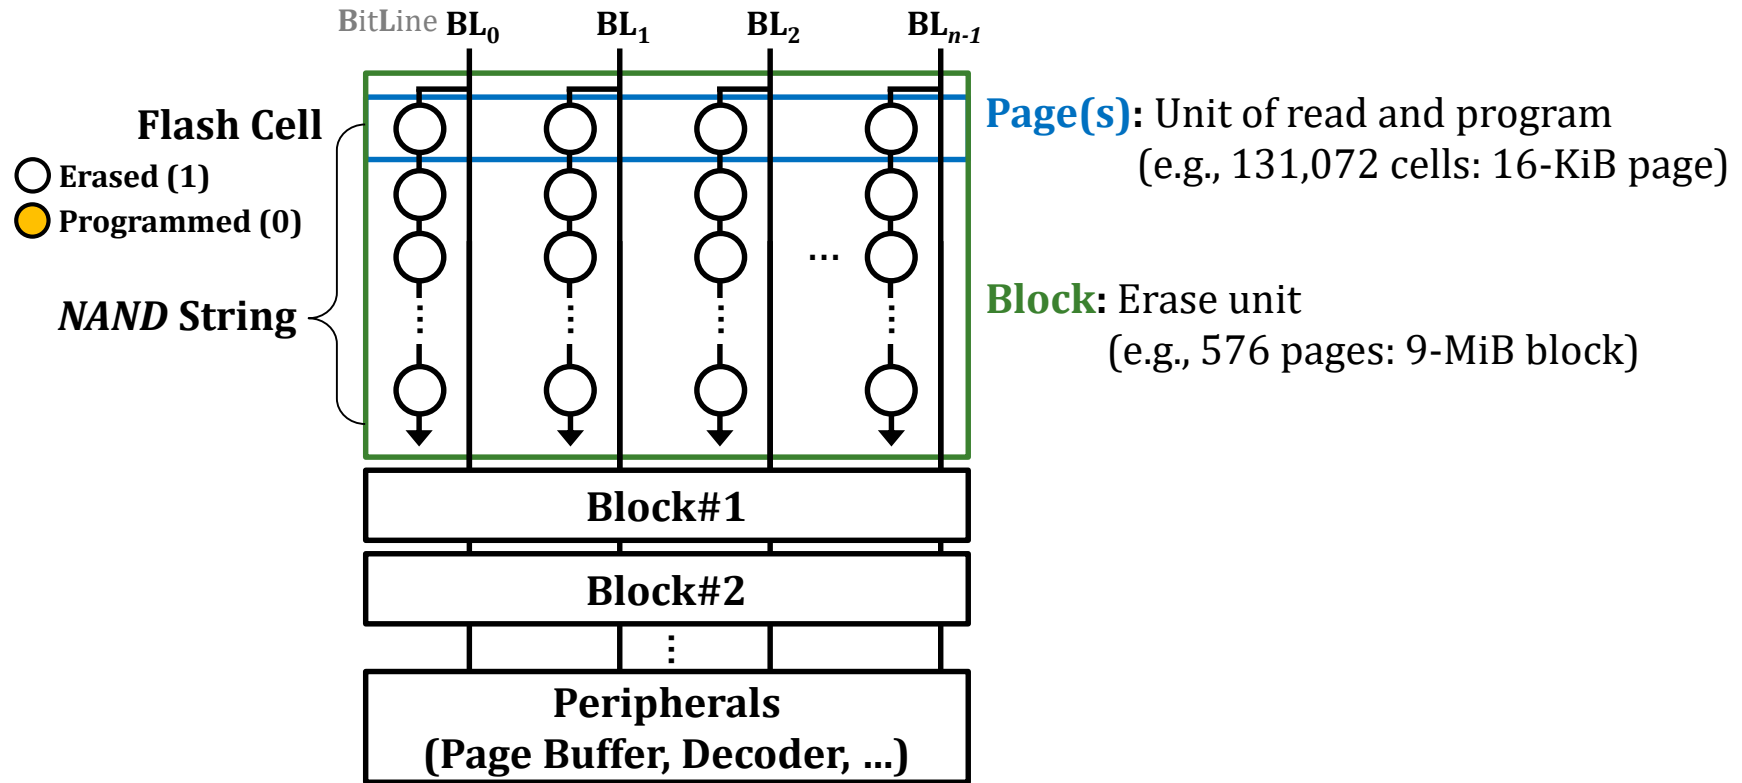 BitLine BL0 BL1 BL2 BLn-1
Flash Cell
Erased (1)
Programmed (0)
NAND String
...
Page(s): Unit of read and program
(e.g., 131,072 cells: 16-KiB page)
Block: Erase unit
(e.g., 576 pages: 9-MiB block)
Block#1
Block#2
Peripherals
(Page Buffer, Decoder, ...)